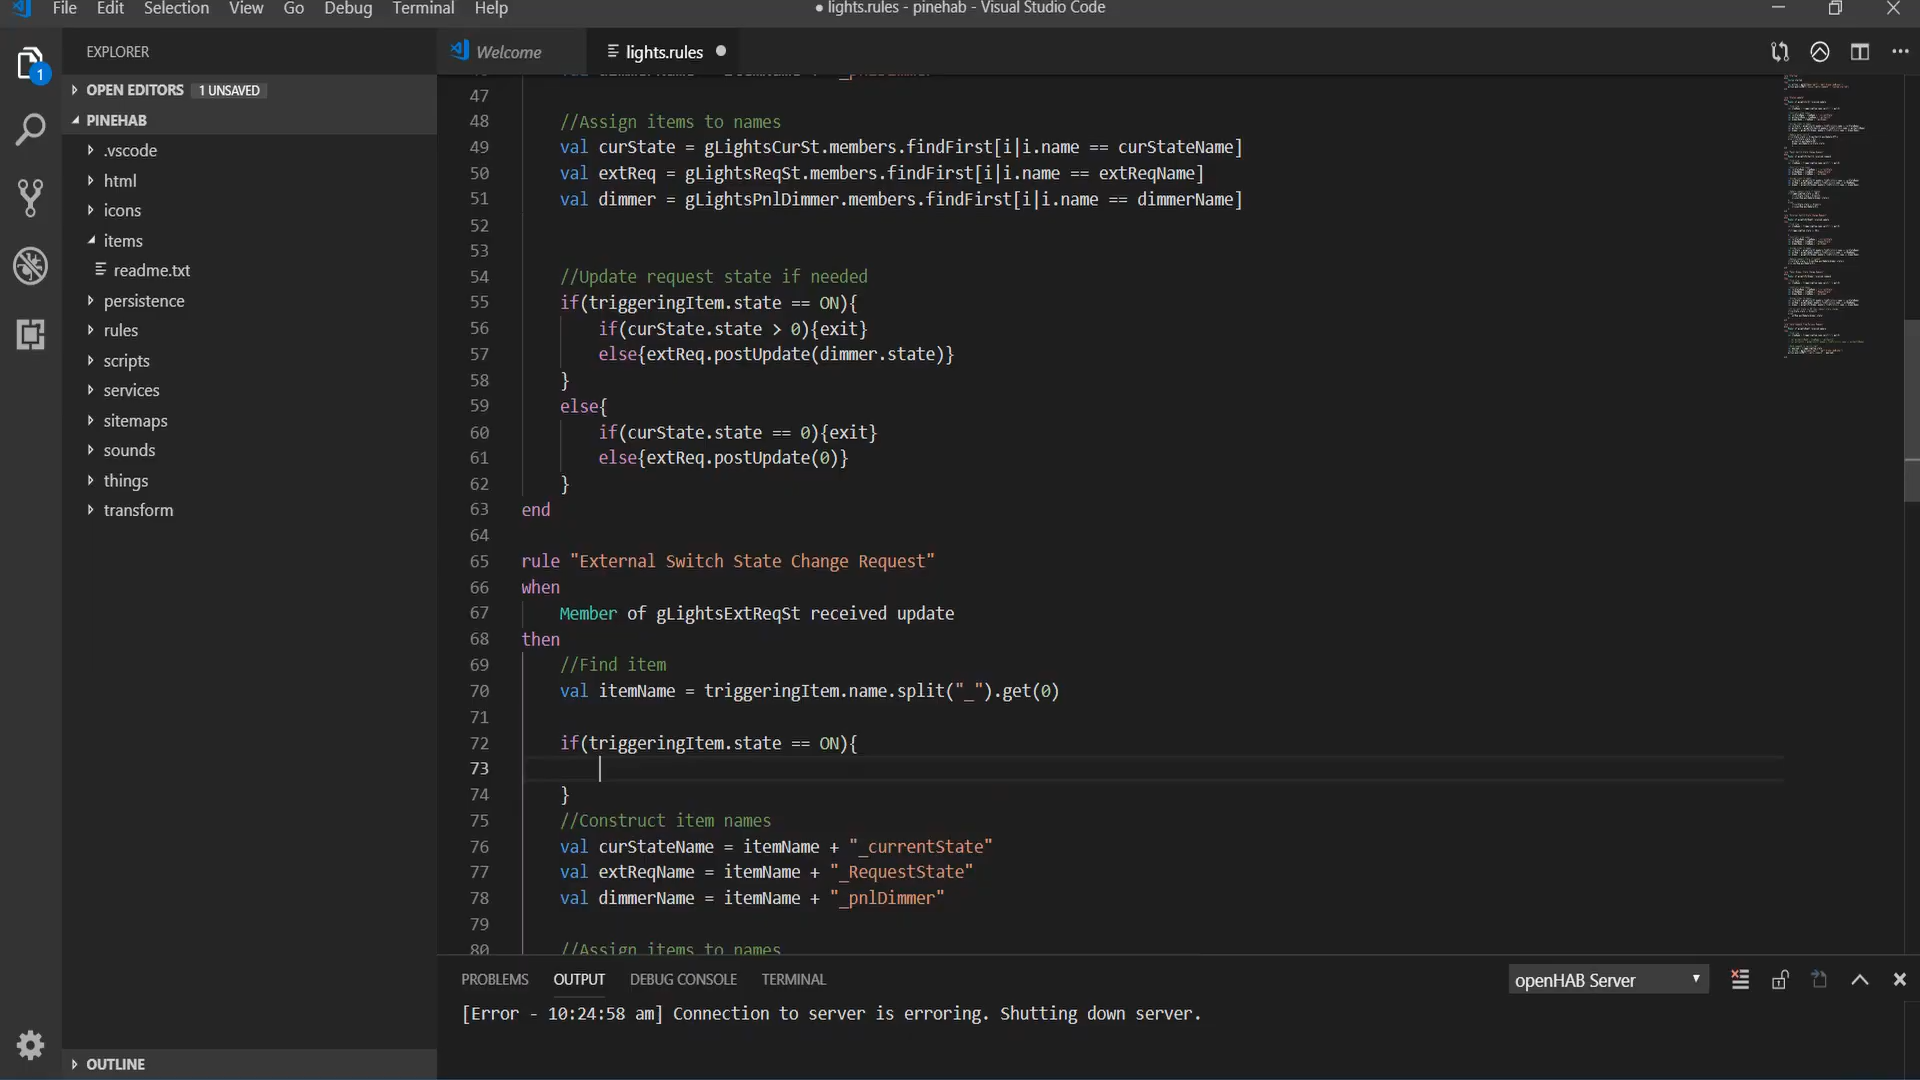 File Edit Selection View Go Debug Terminal Help
● lights.rules - pinehab - Visual Studio Code
EXPLORER
Welcome
lights.rules
1
OPEN EDITORS 1 UNSAVED
PINEHAB
.vscode
html
icons
items
readme.txt
persistence
rules
scripts
services
sitemaps
sounds
things
transform
OUTLINE
47
48 //Assign items to names
49 val curState = gLightsCurSt.members.findFirst[i|i.name == curStateName]
50 val extReq = gLightsReqSt.members.findFirst[i|i.name == extReqName]
51 val dimmer = gLightsPnlDimmer.members.findFirst[i|i.name == dimmerName]
52
53
54 //Update request state if needed
55 if(triggeringItem.state == ON){
56 if(curState.state > 0){exit}
57 else{extReq.postUpdate(dimmer.state)}
58 }
59 else{
60 if(curState.state == 0){exit}
61 else{extReq.postUpdate(0)}
62 }
63 end
64
65 rule "External Switch State Change Request"
66 when
67 Member of gLightsExtReqSt received update
68 then
69 //Find item
70 val itemName = triggeringItem.name.split("_").get(0)
71
72 if(triggeringItem.state == ON){
73
74 }
75 //Construct item names
76 val curStateName = itemName + "_currentState"
77 val extReqName = itemName + "_RequestState"
78 val dimmerName = itemName + "_pnlDimmer"
79
80 //Assign items to names
PROBLEMS OUTPUT DEBUG CONSOLE TERMINAL
openHAB Server
[Error - 10:24:58 am] Connection to server is erroring. Shutting down server.